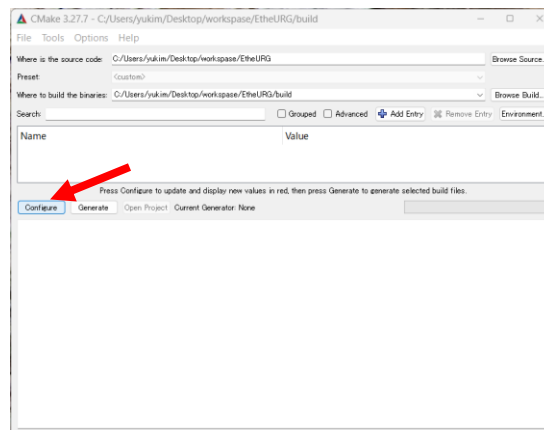 CMake 3.27.7 - C:/Users/yukim/Desktop/workspase/EtheURG/build
File Tools Options Help
Where is the source code: C:/Users/yukim/Desktop/workspase/EtheURG Browse Source...
Preset: <custom>
Where to build the binaries: C:/Users/yukim/Desktop/workspase/EtheURG/build Browse Build...
Search: Grouped Advanced Add Entry Remove Entry Environment...
Name Value
Press Configure to update and display new values in red, then press Generate to generate selected build files.
Configure Generate Open Project Current Generator: None